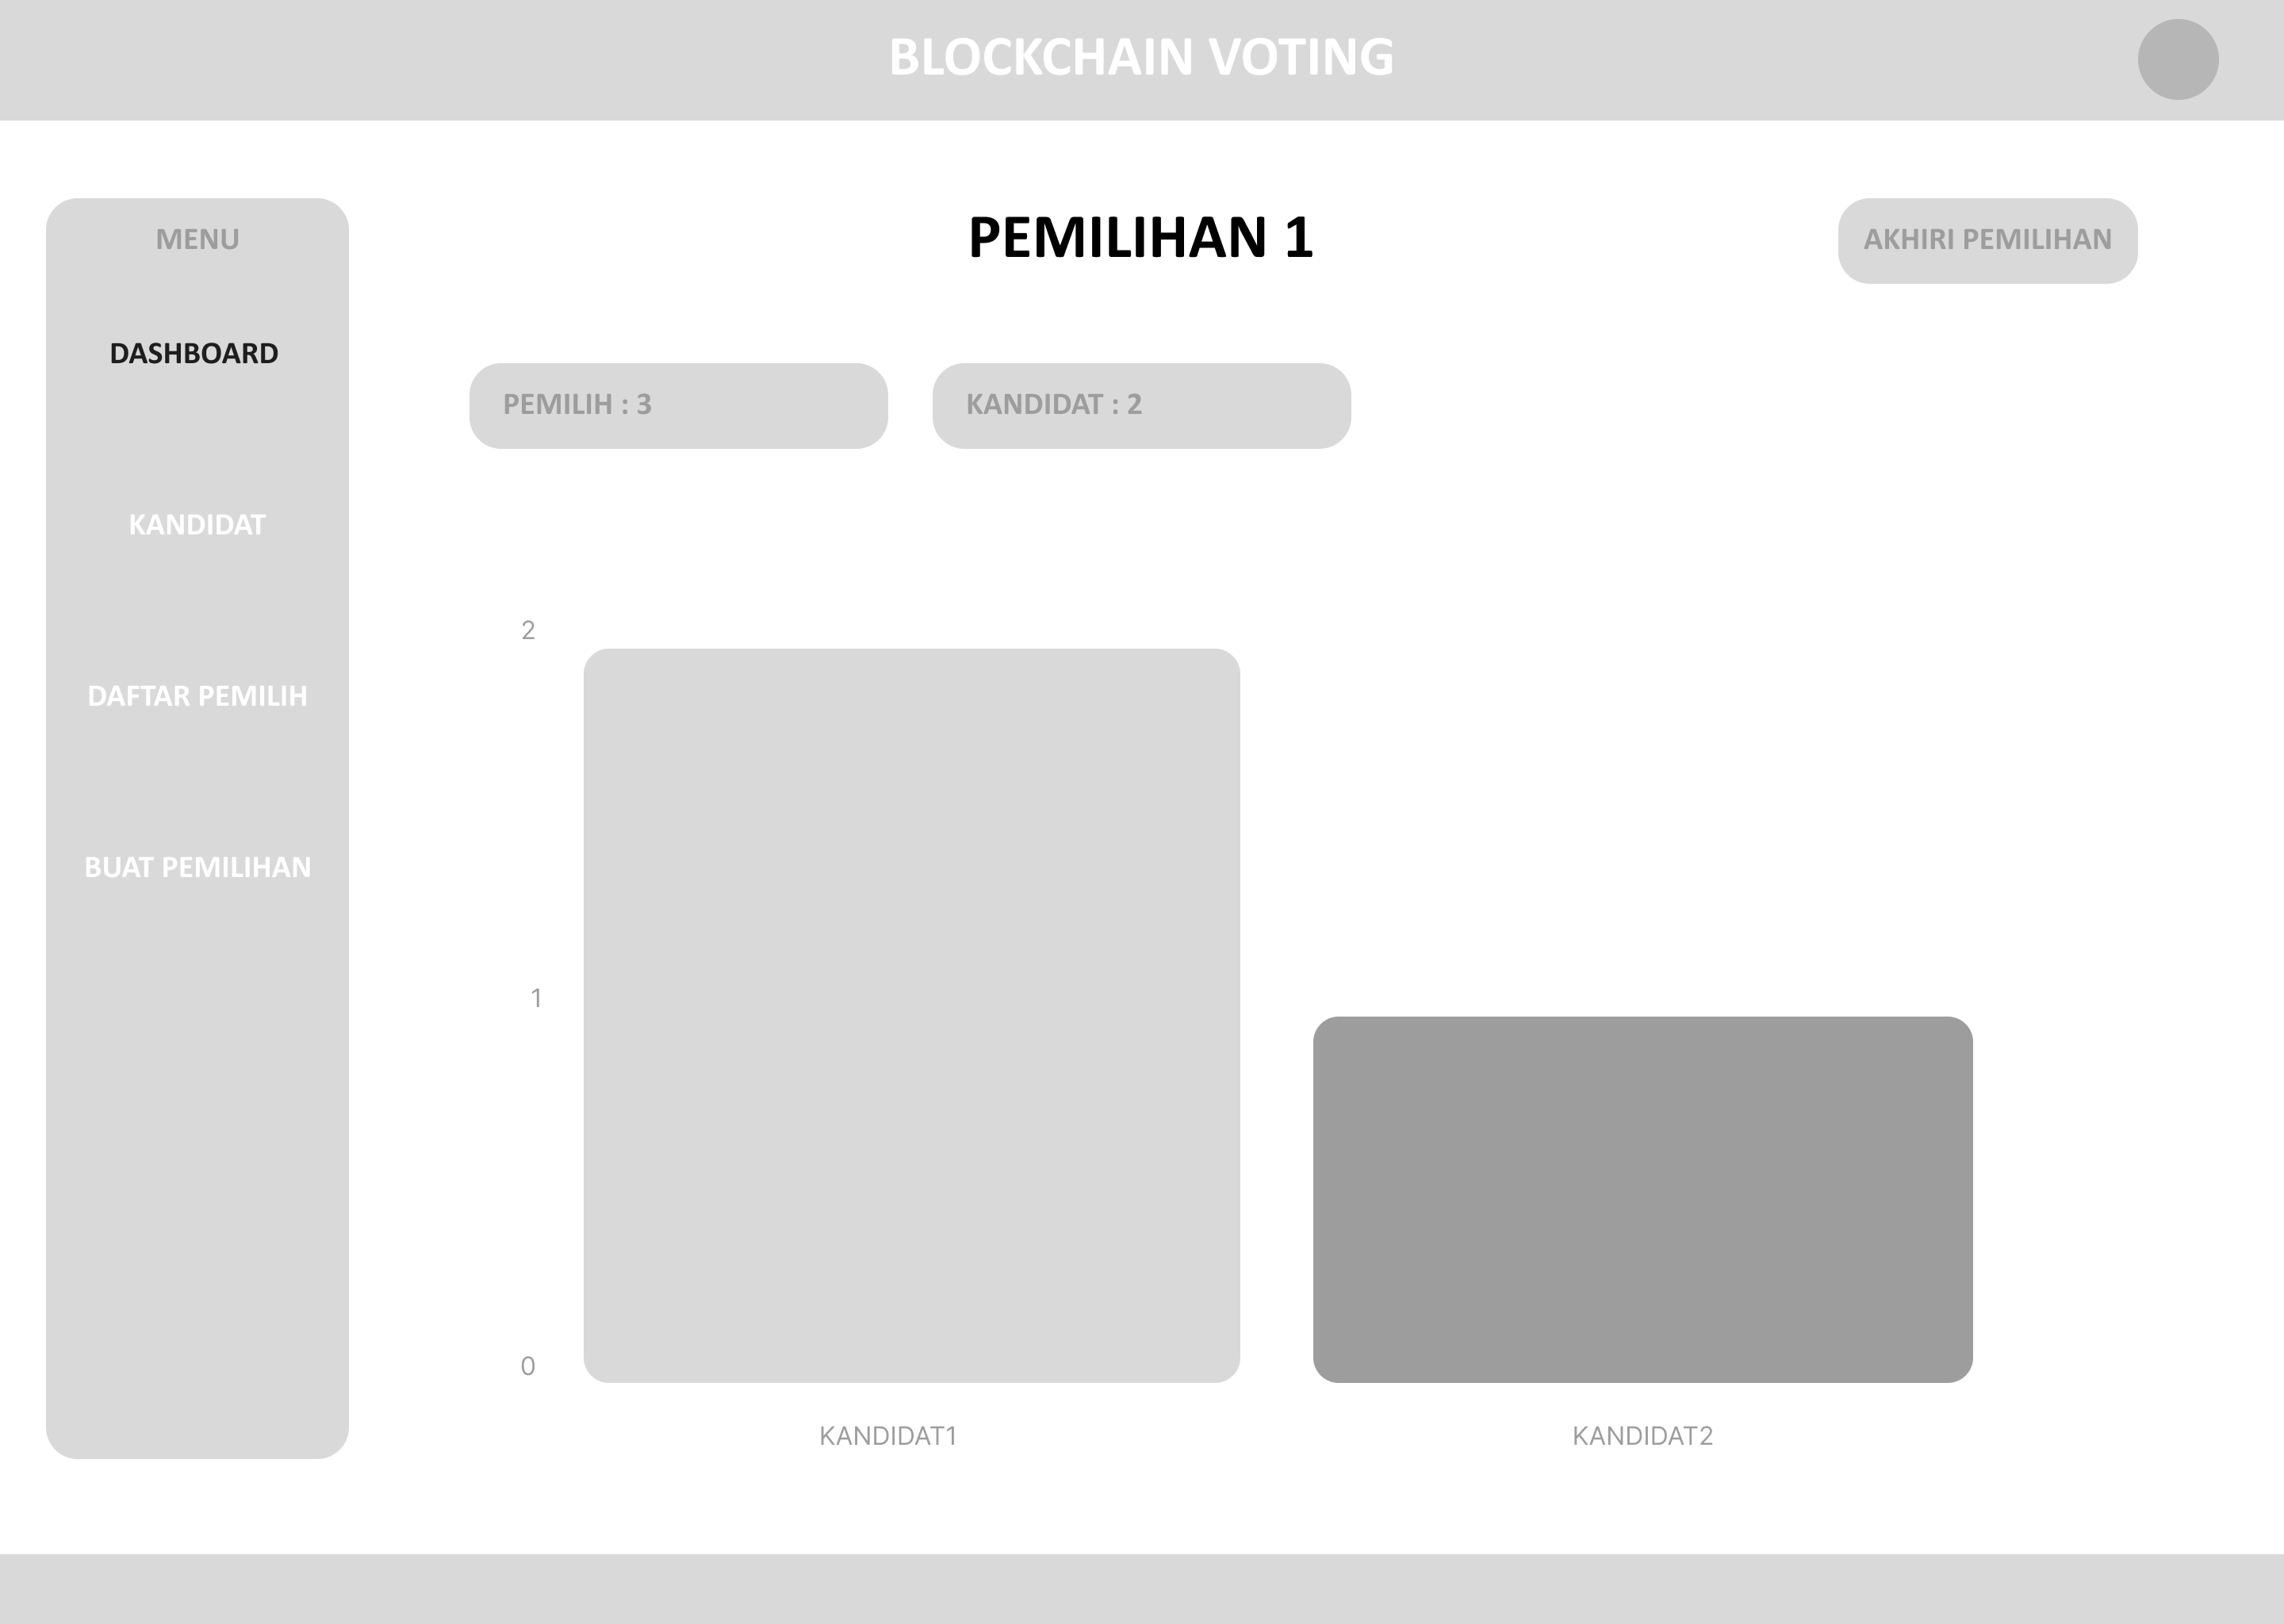 BLOCKCHAIN VOTING
MENU
DASHBOARD
KANDIDAT
DAFTAR PEMILIH
BUAT PEMILIHAN
PEMILIHAN 1
AKHIRI PEMILIHAN
PEMILIH : 3
KANDIDAT : 2
2
1
0
KANDIDAT1
KANDIDAT2